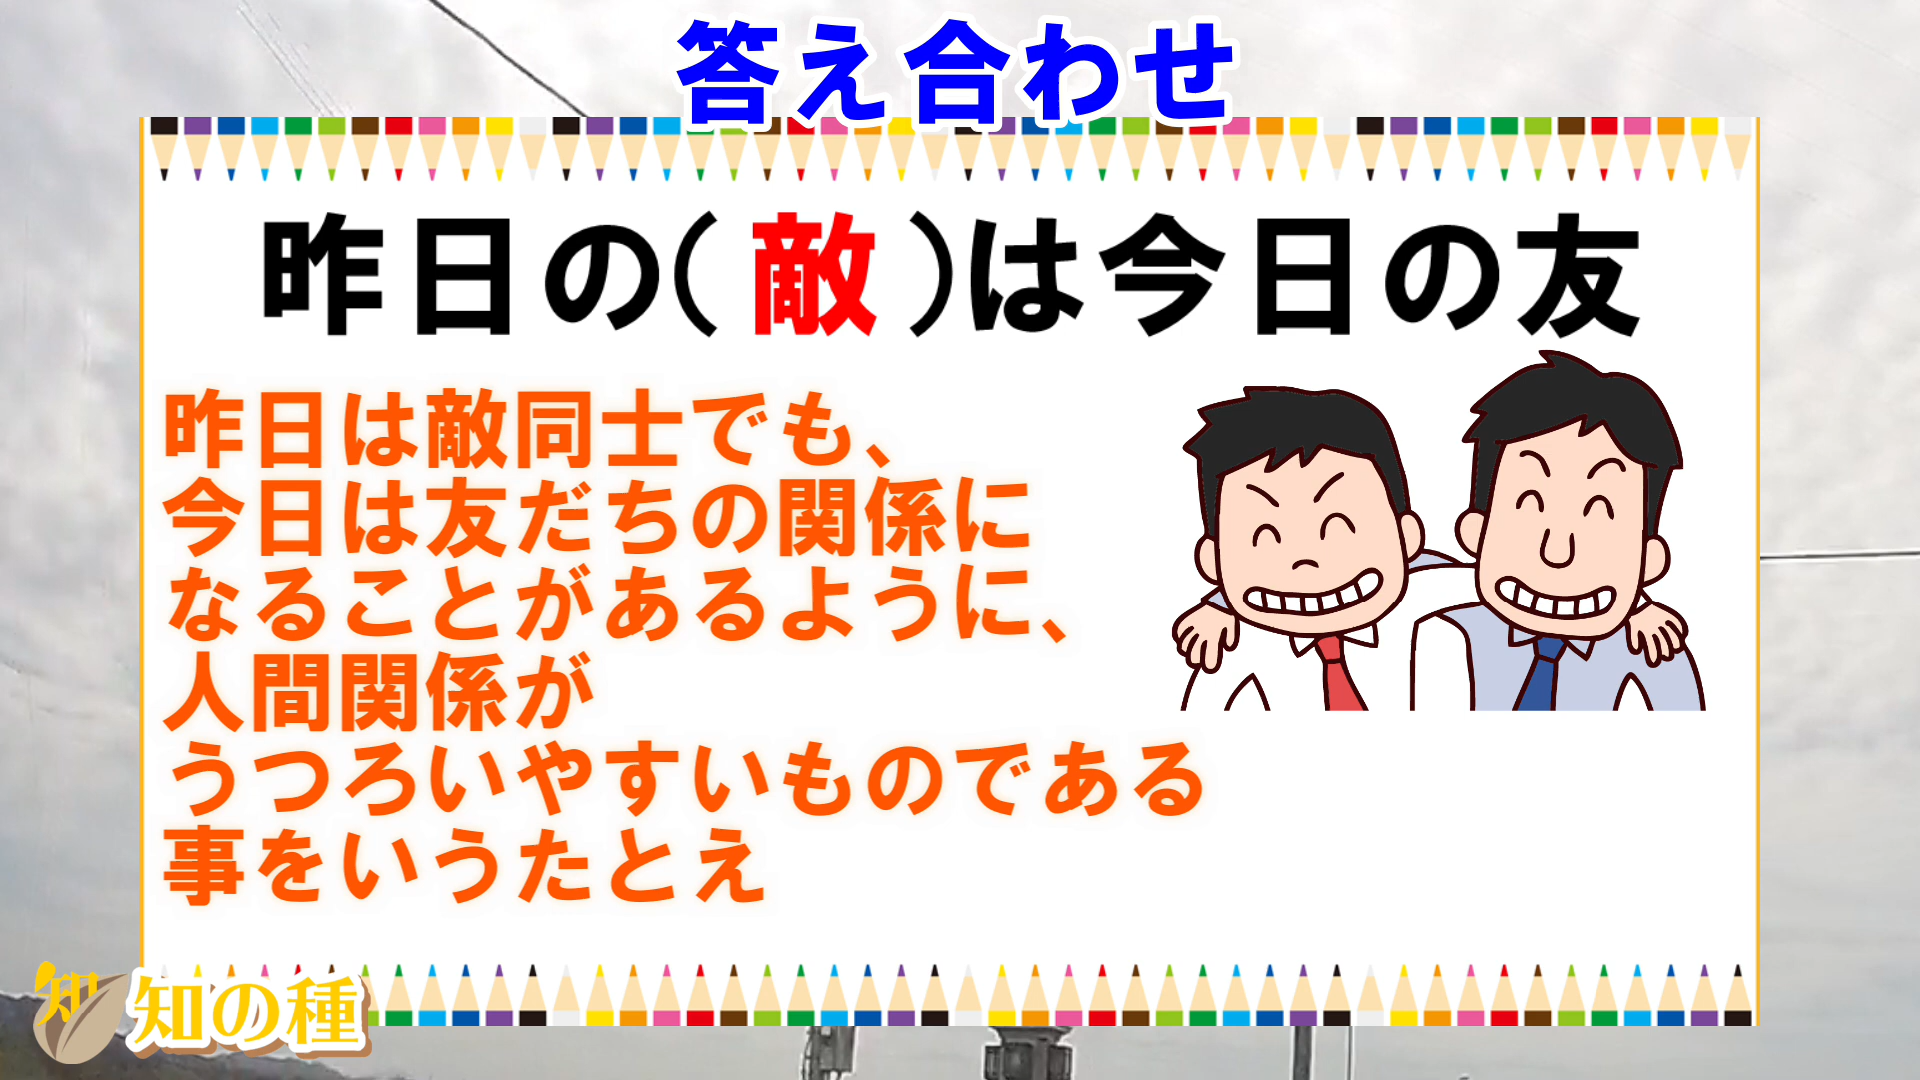 答え合わせ
昨日の(敵)は今日の友
昨日は敵同士でも、
今日は友だちの関係に
なることがあるように、
人間関係が
うつろいやすいものである
事をいうたとえ
知 知の種